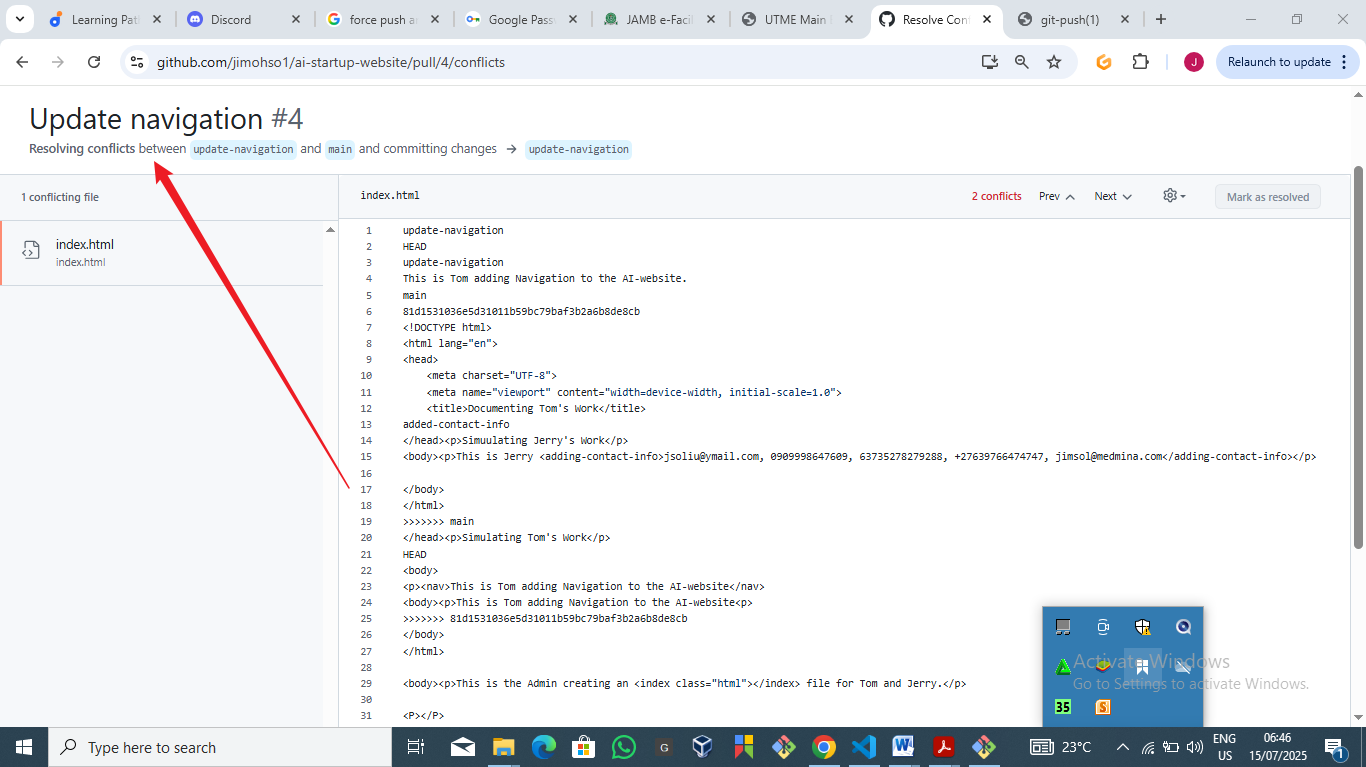 Learning Pat
Discord
force push a
Google Pass
JAMB e-Facil
UTME Main
Resolve Con
git-push(1)
github.com/jimohso1/ai-startup-website/pull/4/conflicts
J
Relaunch to update
Update navigation #4
Resolving conflicts between update-navigation and main and committing changes → update-navigation
1 conflicting file
index.html
2 conflicts
Prev
Next
Mark as resolved
index.html
index.html
1 update-navigation
2 HEAD
3 update-navigation
4 This is Tom adding Navigation to the AI-website.
5 main
6 81d1531036e5d31011b59bc79baf3b2a6b8de8cb
7 <!DOCTYPE html>
8 <html lang="en">
9 <head>
10 <meta charset="UTF-8">
11 <meta name="viewport" content="width=device-width, initial-scale=1.0">
12 <title>Documenting Tom's Work</title>
13 added-contact-info
14 </head><p>Simuulating Jerry's Work</p>
15 <body><p>This is Jerry <adding-contact-info>jsoliu@ymail.com, 0909998647609, 63735278279288, +27639766474747, jimsol@medmina.com</adding-contact-info></p>
16
17 </body>
18 </html>
19 >>>>>>> main
20 </head><p>Simulating Tom's Work</p>
21 HEAD
22 <body>
23 <p><nav>This is Tom adding Navigation to the AI-website</nav>
24 <body><p>This is Tom adding Navigation to the AI-website<p>
25 >>>>>>> 81d1531036e5d31011b59bc79baf3b2a6b8de8cb
26 </body>
27 </html>
28
29 <body><p>This is the Admin creating an <index class="html"></index> file for Tom and Jerry.</p>
30
31 <P></P>
35
Activate Windows
Go to Settings to activate Windows.
Type here to search
G
23°C
ENG
US
06:46
15/07/2025
1